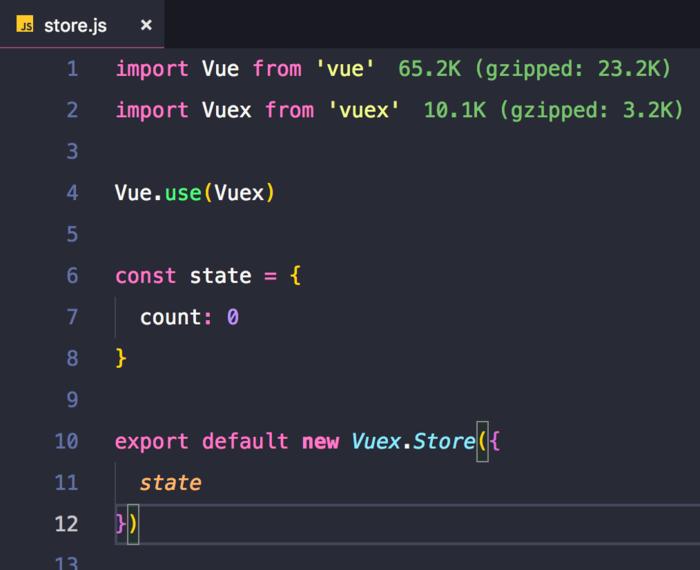 JS store.js ×
1 import Vue from 'vue' 65.2K (gzipped: 23.2K)
2 import Vuex from 'vuex' 10.1K (gzipped: 3.2K)
3
4 Vue.use(Vuex)
5
6 const state = {
7 count: 0
8 }
9
10 export default new Vuex.Store({
11 state
12 })
13